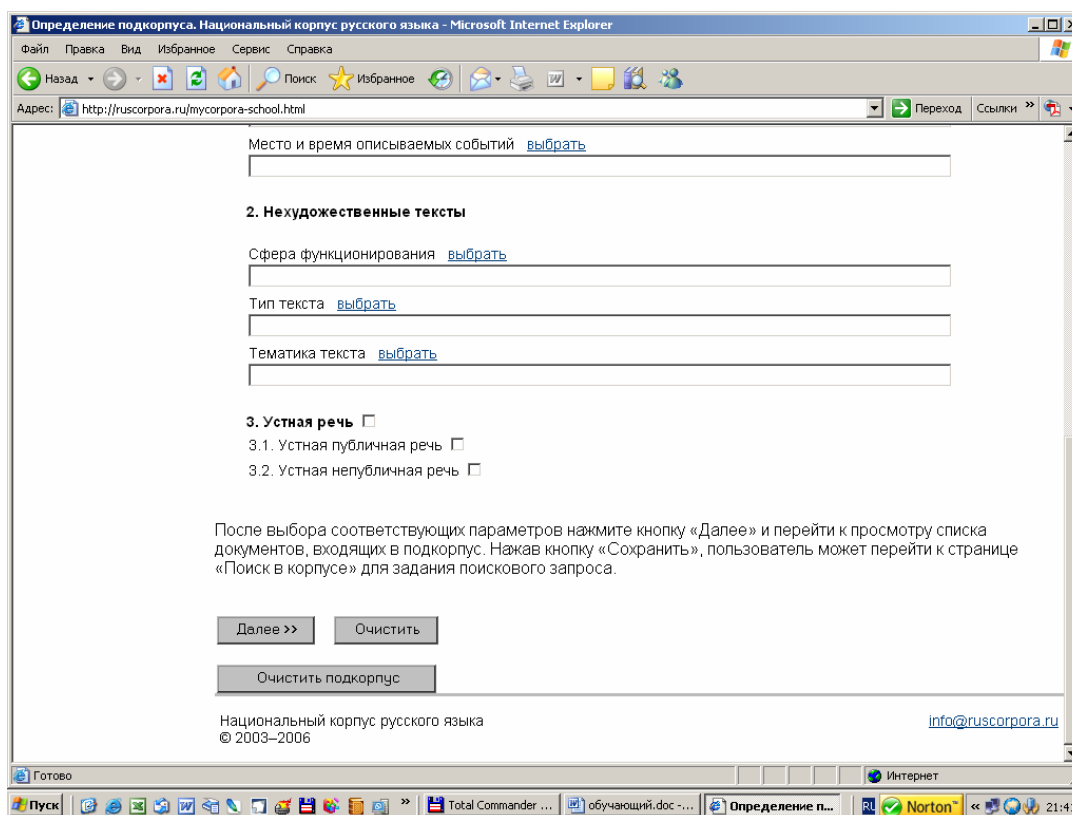 Определение подкорпуса. Национальный корпус русского языка - Microsoft Internet Explorer
Файл Правка Вид Избранное Сервис Справка
Назад Поиск Избранное
Адрес: http://ruscorpora.ru/mycorpora-school.html Переход Ссылки »
Место и время описываемых событий выбрать
2. Нехудожественные тексты
Сфера функционирования выбрать
Тип текста выбрать
Тематика текста выбрать
3. Устная речь
3.1. Устная публичная речь
3.2. Устная непубличная речь
После выбора соответствующих параметров нажмите кнопку «Далее» и перейти к просмотру списка
документов, входящих в подкорпус. Нажав кнопку «Сохранить», пользователь может перейти к странице
«Поиск в корпусе» для задания поискового запроса.
Далее >> Очистить
Очистить подкорпус
Национальный корпус русского языка info@ruscorpora.ru
© 2003–2006
Готово Интернет
Пуск » Total Commander ... обучающий.doc -... Определение п... RU Norton™ «